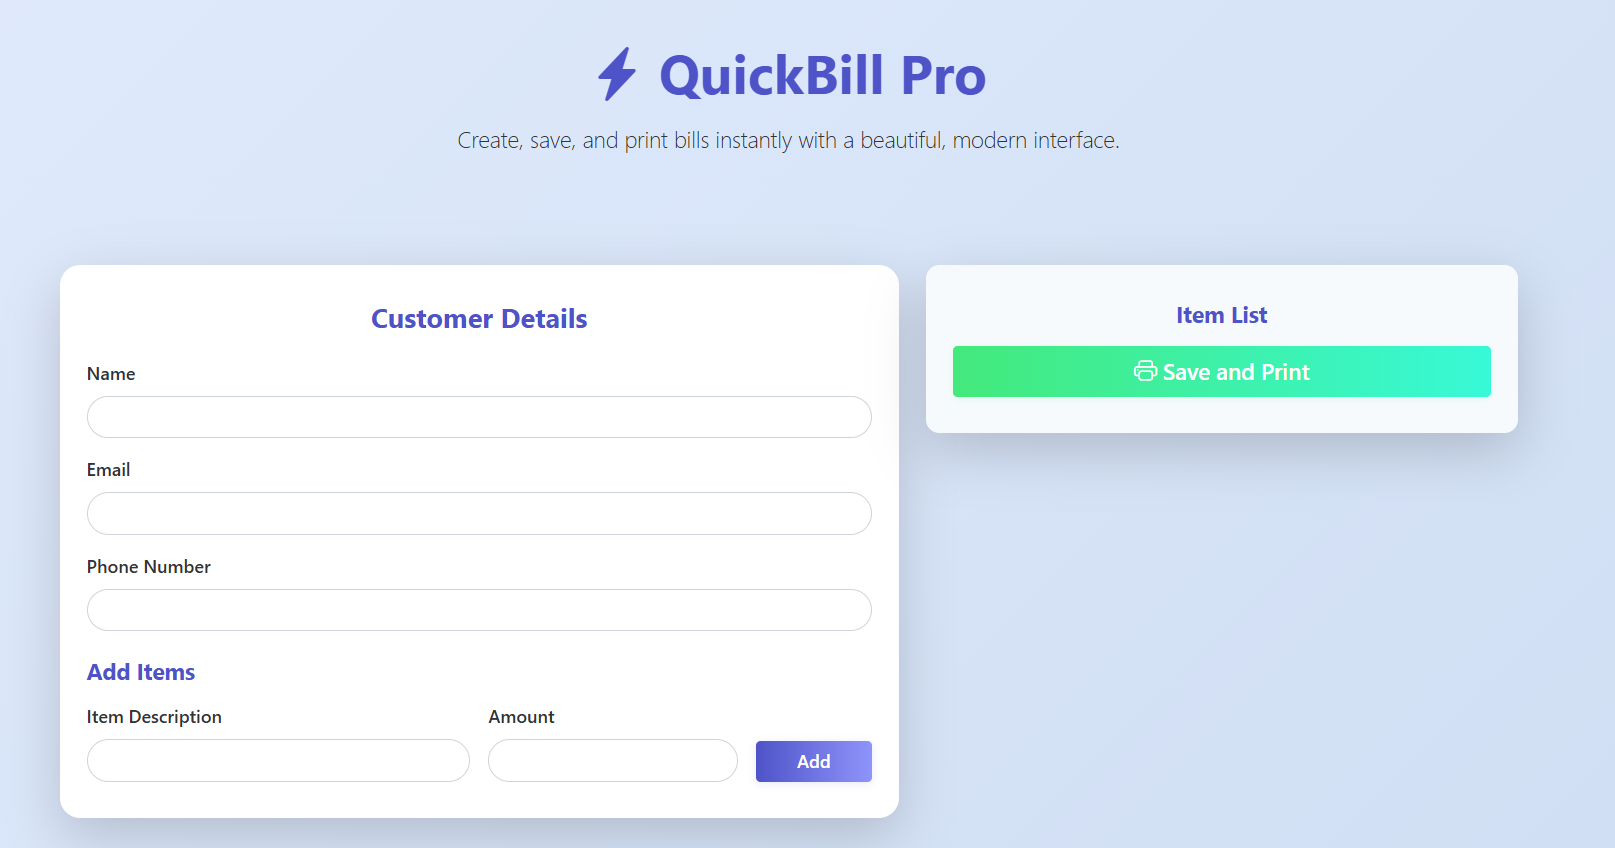 QuickBill Pro
Create, save, and print bills instantly with a beautiful, modern interface.
Customer Details
Name
Email
Phone Number
Add Items
Item Description
Amount
Add
Item List
Save and Print